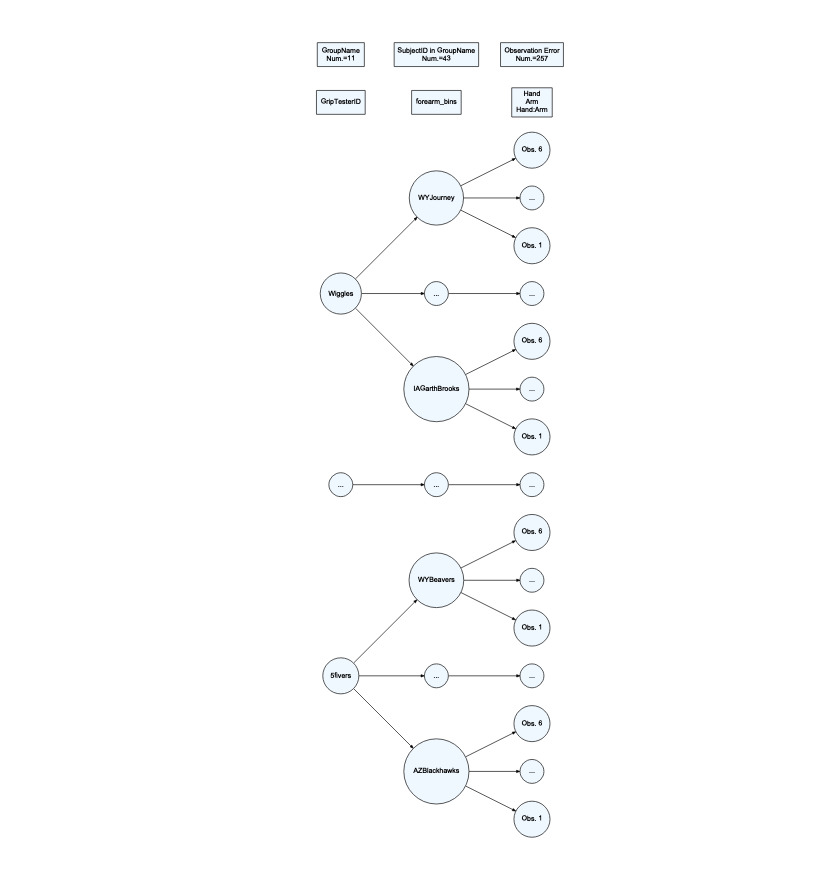 GroupName
Num.=11
SubjectID in GroupName
Num.=43
Observation Error
Num.=257
GripTesterID
forearm_bins
Hand
Arm
Hand:Arm
Obs. 6
WYJourney
...
Obs. 1
Wiggles
...
...
Obs. 6
IAGarthBrooks
...
Obs. 1
...
...
...
Obs. 6
WYBeavers
...
Obs. 1
5fivers
...
...
Obs. 6
AZBlackhawks
...
Obs. 1